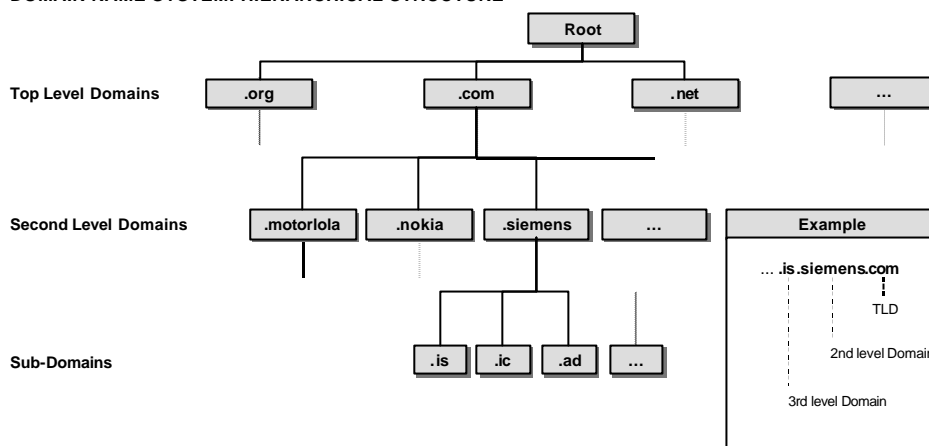 DOMAIN NAME SYSTEM: HIERARCHICAL STRUCTURE
Root
Top Level Domains
.org
.com
.net
...
Second Level Domains
.motorlola
.nokia
.siemens
...
Example
... .is.siemens.com
TLD
2nd level Domain
3rd level Domain
Sub-Domains
.is
.ic
.ad
...